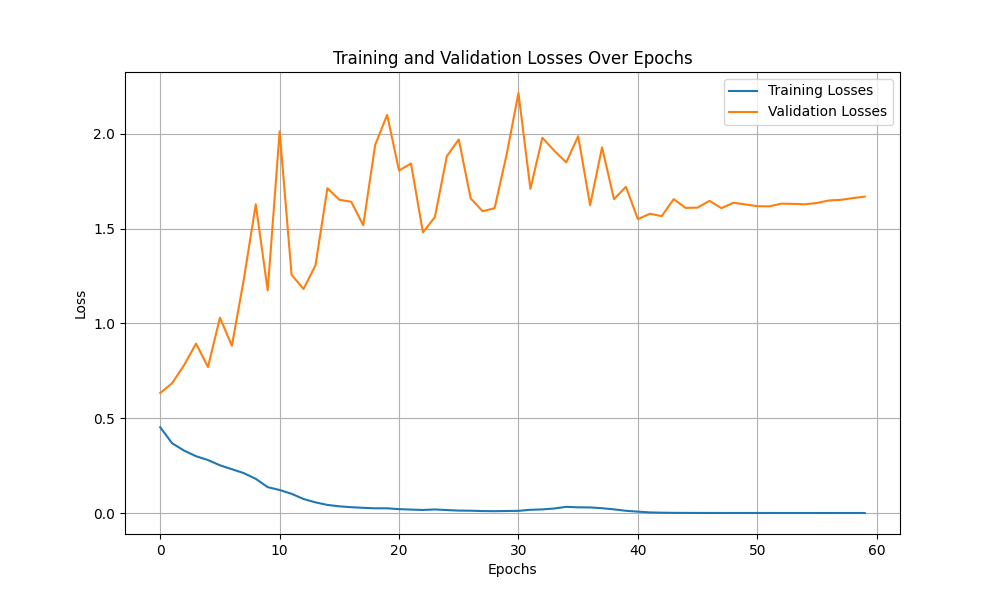 Training and Validation Losses Over Epochs
Training Losses
Validation Losses
Loss
2.0
1.5
1.0
0.5
0.0
0 10 20 30 40 50 60
Epochs